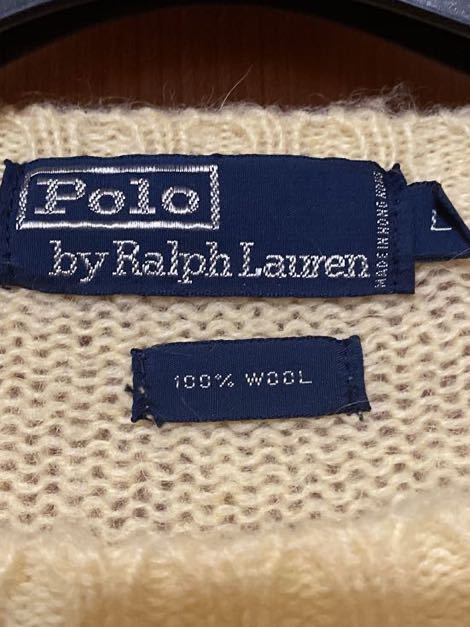 Polo
by Ralph Lauren
MADE IN HONG KONG
L
100% WOOL